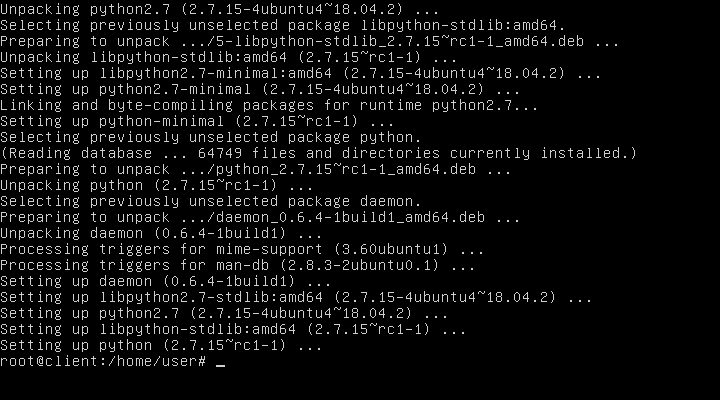 Unpacking python2.7 (2.7.15-4ubuntu4~18.04.2) ...
Selecting previously unselected package libpython-stdlib:amd64.
Preparing to unpack .../5-libpython-stdlib_2.7.15~rc1-1_amd64.deb ...
Unpacking libpython-stdlib:amd64 (2.7.15~rc1-1) ...
Setting up libpython2.7-minimal:amd64 (2.7.15-4ubuntu4~18.04.2) ...
Setting up python2.7-minimal (2.7.15-4ubuntu4~18.04.2) ...
Linking and byte-compiling packages for runtime python2.7...
Setting up python-minimal (2.7.15~rc1-1) ...
Selecting previously unselected package python.
(Reading database ... 64749 files and directories currently installed.)
Preparing to unpack .../python_2.7.15~rc1-1_amd64.deb ...
Unpacking python (2.7.15~rc1-1) ...
Selecting previously unselected package daemon.
Preparing to unpack .../daemon_0.6.4-1build1_amd64.deb ...
Unpacking daemon (0.6.4-1build1) ...
Processing triggers for mime-support (3.60ubuntu1) ...
Processing triggers for man-db (2.8.3-2ubuntu0.1) ...
Setting up daemon (0.6.4-1build1) ...
Setting up libpython2.7-stdlib:amd64 (2.7.15-4ubuntu4~18.04.2) ...
Setting up python2.7 (2.7.15-4ubuntu4~18.04.2) ...
Setting up libpython-stdlib:amd64 (2.7.15~rc1-1) ...
Setting up python (2.7.15~rc1-1) ...
root@client:/home/user# _